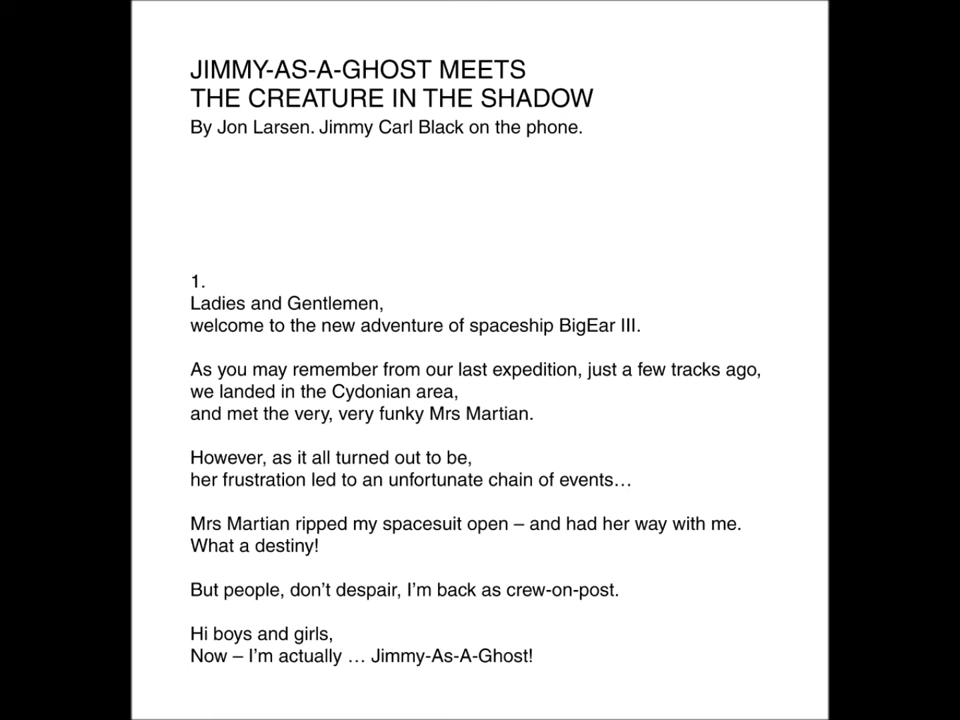 JIMMY-AS-A-GHOST MEETS
THE CREATURE IN THE SHADOW
By Jon Larsen. Jimmy Carl Black on the phone.
1.
Ladies and Gentlemen,
welcome to the new adventure of spaceship BigEar III.
As you may remember from our last expedition, just a few tracks ago,
we landed in the Cydonian area,
and met the very, very funky Mrs Martian.
However, as it all turned out to be,
her frustration led to an unfortunate chain of events…
Mrs Martian ripped my spacesuit open – and had her way with me.
What a destiny!
But people, don’t despair, I’m back as crew-on-post.
Hi boys and girls,
Now – I’m actually … Jimmy-As-A-Ghost!